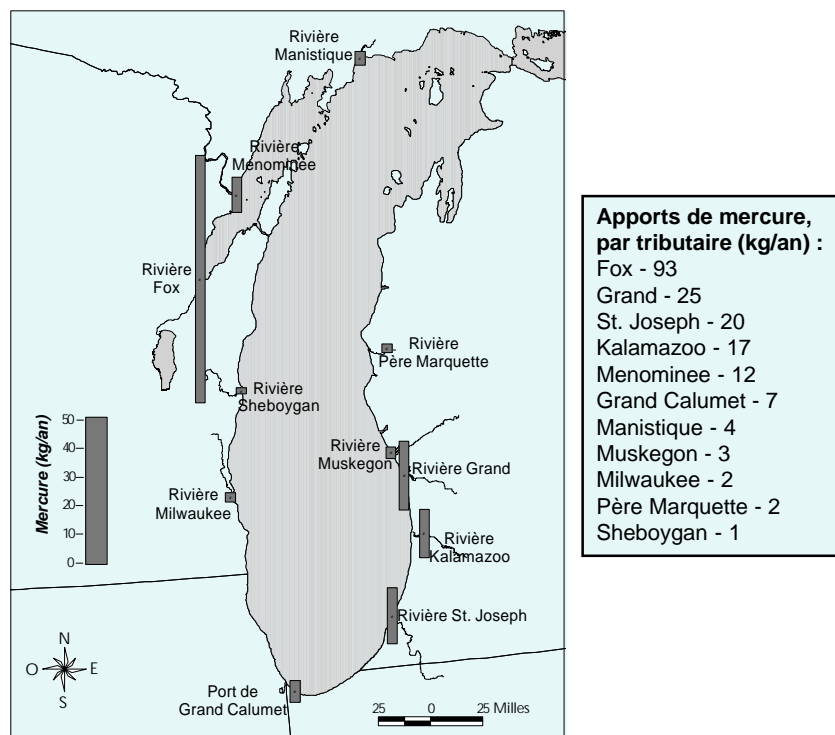 Rivière
Manistique
Rivière
Menominee
Rivière
Fox
Rivière
Père Marquette
Rivière
Sheboygan
Rivière
Muskegon
Rivière Grand
Rivière
Milwaukee
Rivière
Kalamazoo
Rivière St. Joseph
Port de
Grand Calumet
Mercure (kg/an)
50
40
30
20
10
0
N
O E
S
25 0 25 Milles
Apports de mercure,
par tributaire (kg/an) :
Fox - 93
Grand - 25
St. Joseph - 20
Kalamazoo - 17
Menominee - 12
Grand Calumet - 7
Manistique - 4
Muskegon - 3
Milwaukee - 2
Père Marquette - 2
Sheboygan - 1